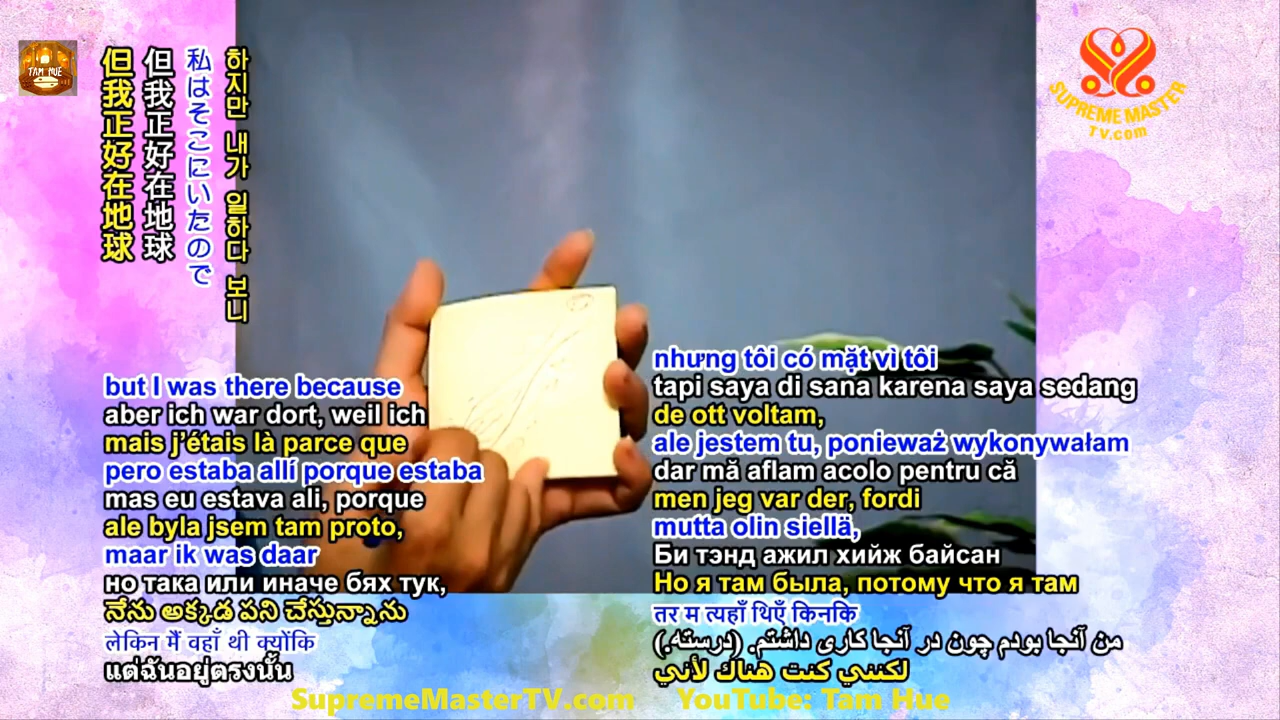 TAM HUE
但我正好在地球
但我正好在地球
私はそこにいたので
하지만 내가 일하다 보니
SUPREME MASTER
TV.com
but I was there because
aber ich war dort, weil ich
mais j'étais là parce que
pero estaba allí porque estaba
mas eu estava ali, porque
ale byla jsem tam proto,
maar ik was daar
но така или иначе бях тук,
నేను అక్కడ పని చేస్తున్నాను
लेकिन मैं वहाँ थी क्योंकि
แต่ฉันอยู่ตรงนั้น
nhưng tôi có mặt vì tôi
tapi saya di sana karena saya sedang
de ott voltam,
ale jestem tu, ponieważ wykonywałam
dar mă aflam acolo pentru că
men jeg var der, fordi
mutta olin siellä,
Би тэнд ажил хийж байсан
Но я там была, потому что я там
तर म त्यहाँ थिएँ किनकि
من آنجا بودم چون در آنجا کاری داشتم. (درسته.)
لكنني كنت هناك لأني
SupremeMasterTV.com
YouTube: Tam Hue